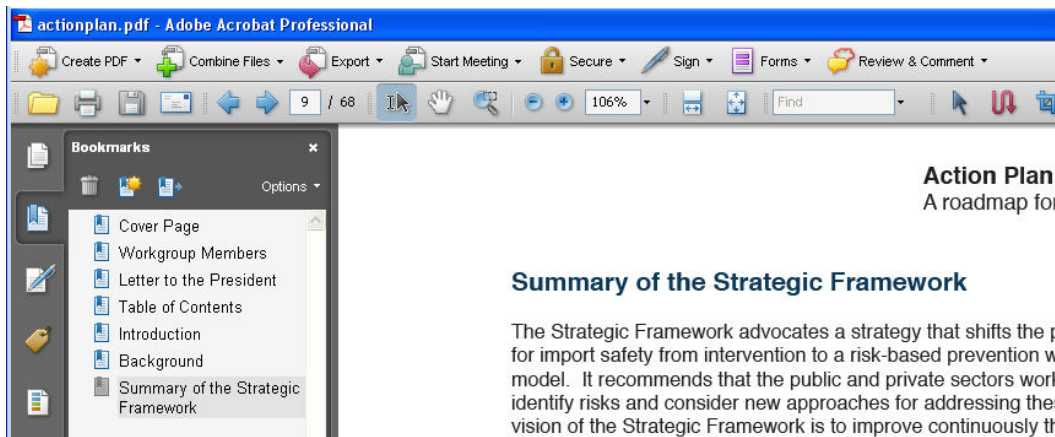 actionplan.pdf - Adobe Acrobat Professional
Create PDF Combine Files Export Start Meeting Secure Sign Forms Review & Comment
9 / 68 106% Find
Bookmarks
Options
Cover Page
Workgroup Members
Letter to the President
Table of Contents
Introduction
Background
Summary of the Strategic
Framework
Action Plan
A roadmap for
Summary of the Strategic Framework
The Strategic Framework advocates a strategy that shifts the
for import safety from intervention to a risk-based prevention
model. It recommends that the public and private sectors work
identify risks and consider new approaches for addressing
vision of the Strategic Framework is to improve continuously